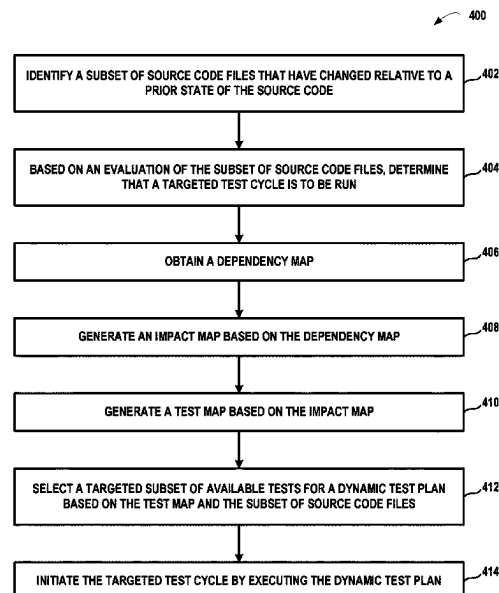 400
IDENTIFY A SUBSET OF SOURCE CODE FILES THAT HAVE CHANGED RELATIVE TO A
PRIOR STATE OF THE SOURCE CODE
402
BASED ON AN EVALUATION OF THE SUBSET OF SOURCE CODE FILES, DETERMINE
THAT A TARGETED TEST CYCLE IS TO BE RUN
404
OBTAIN A DEPENDENCY MAP
406
GENERATE AN IMPACT MAP BASED ON THE DEPENDENCY MAP
408
GENERATE A TEST MAP BASED ON THE IMPACT MAP
410
SELECT A TARGETED SUBSET OF AVAILABLE TESTS FOR A DYNAMIC TEST PLAN
BASED ON THE TEST MAP AND THE SUBSET OF SOURCE CODE FILES
412
INITIATE THE TARGETED TEST CYCLE BY EXECUTING THE DYNAMIC TEST PLAN
414